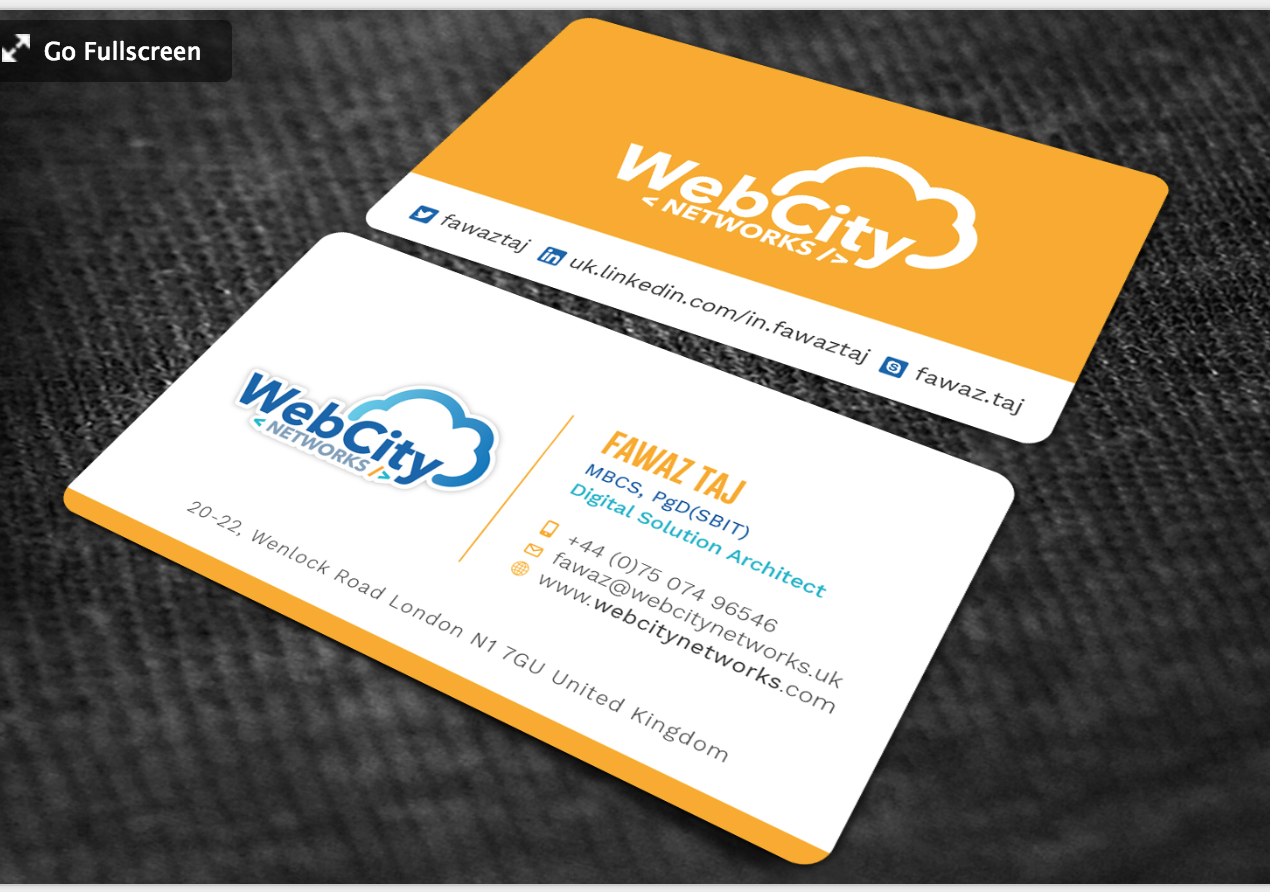 Go Fullscreen
WebCity
< NETWORKS />
fawaztaj uk.linkedin.com/in.fawaztaj fawaz.taj
WebCity
< NETWORKS />
FAWAZ TAJ
MBCS, PgD(SBIT)
Digital Solution Architect
+44 (0)75 074 96546
fawaz@webcitynetworks.uk
www.webcitynetworks.com
20-22, Wenlock Road London N1 7GU United Kingdom